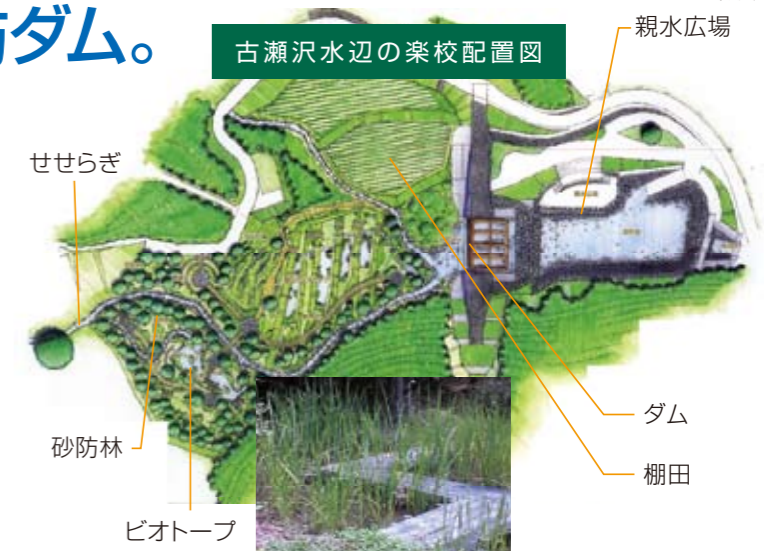 ダム。
古瀬沢水辺の楽校配置図
親水広場
せせらぎ
ダム
棚田
砂防林
ビオトープ